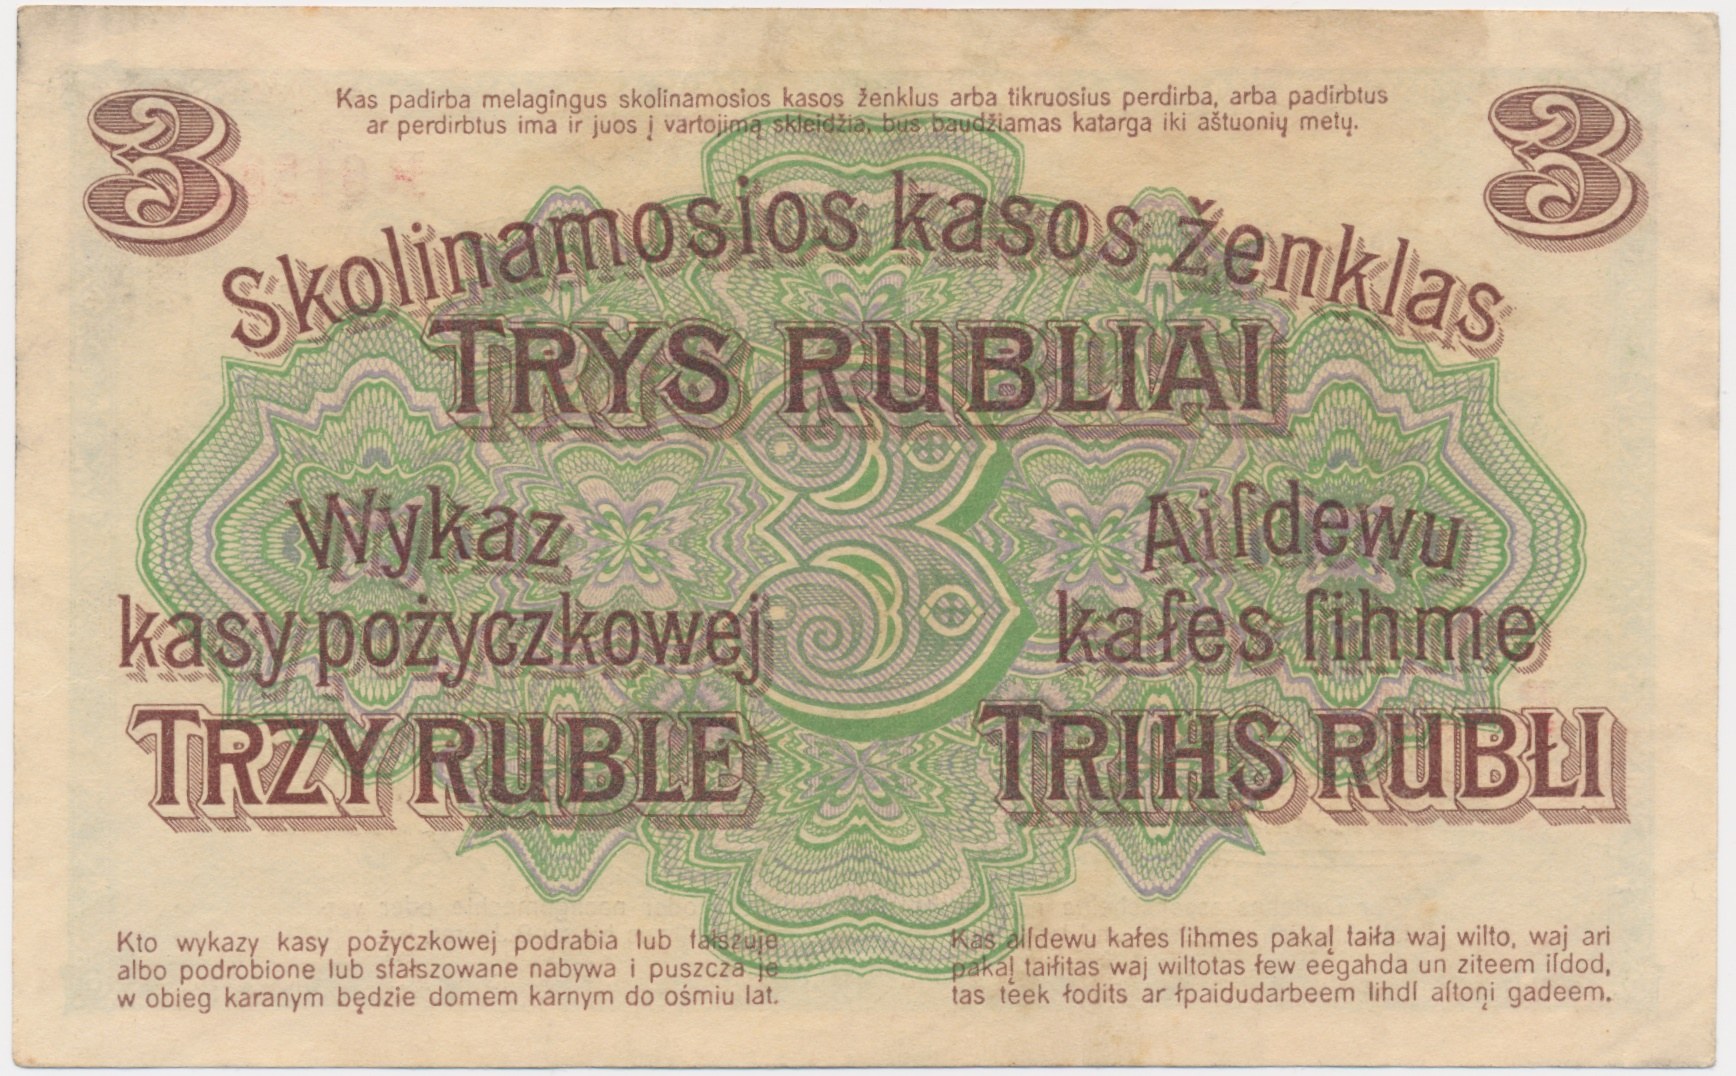 3
3
Kas padirba melagingus skolinamosios kasos ženklus arba tikruosius perdirba, arba padirbtus
ar perdirbtus ima ir juos į vartojimą skleidžia, bus baudžiamas katarga iki aštuonių metų.
Skolinamosios kasos ženklas
TRYS RUBLIAI
3
Wykaz
kasy pożyczkowej
TRZY RUBLE
Aiſdewu
kaſes ſihme
TRIHS RUBŁI
Kto wykazy kasy pożyczkowej podrabia lub fałszuje
albo podrobione lub sfałszowane nabywa i puszcza je
w obieg karanym będzie domem karnym do ośmiu lat.
Kas aiſdewu kaſes ſihmes pakaļ taiſa waj wilto, waj ari
pakaļ taiſitas waj wiltotas ſew eegahda un ziteem iſdod,
tas teek ſodits ar ſpaidudarbeem lihdſ aſtoņi gadeem.